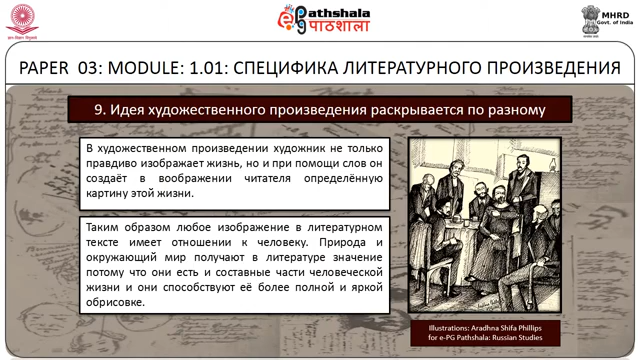 ePathshala
पाठशाला
MHRD
Govt. of India
PAPER 03: MODULE: 1.01: СПЕЦИФИКА ЛИТЕРАТУРНОГО ПРОИЗВЕДЕНИЯ
9. Идея художественного произведения раскрывается по разному
В художественном произведении художник не только
правдиво изображает жизнь, но и при помощи слов он
создаёт в воображении читателя определённую
картину этой жизни.
Таким образом любое изображение в литературном
тексте имеет отношении к человеку. Природа и
окружающий мир получают в литературе значение
потому что они есть и составные части человеческой
жизни и они способствуют её более полной и яркой
обрисовке.
Illustrations: Aradhna Shifa Phillips
for e-PG Pathshala: Russian Studies